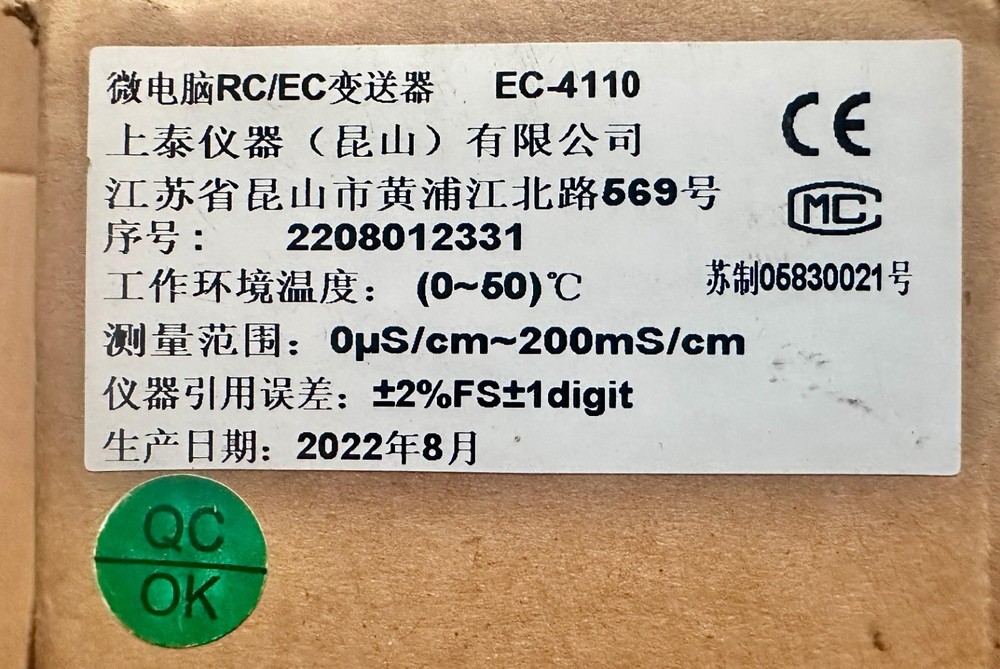 微电脑RC/EC变送器 EC-4110
上泰仪器（昆山）有限公司
江苏省昆山市黄浦江北路569号
序号： 2208012331
工作环境温度： (0~50)℃
测量范围：0μS/cm~200mS/cm
仪器引用误差：±2%FS±1digit
生产日期：2022年8月
CE
MC
苏制05830021号
QC
OK